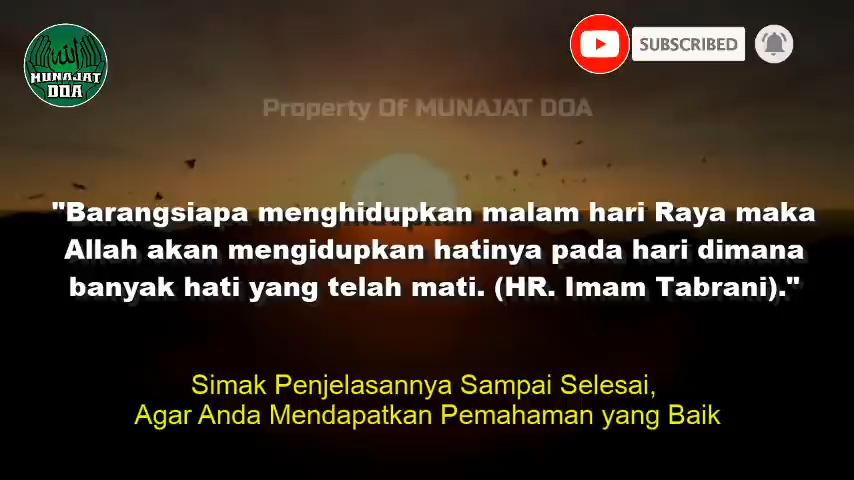 MUNAJAT
DOA
SUBSCRIBED
Property Of MUNAJAT DOA
"Barangsiapa menghidupkan malam hari Raya maka
Allah akan mengidupkan hatinya pada hari dimana
banyak hati yang telah mati. (HR. Imam Tabrani)."
Simak Penjelasannya Sampai Selesai,
Agar Anda Mendapatkan Pemahaman yang Baik